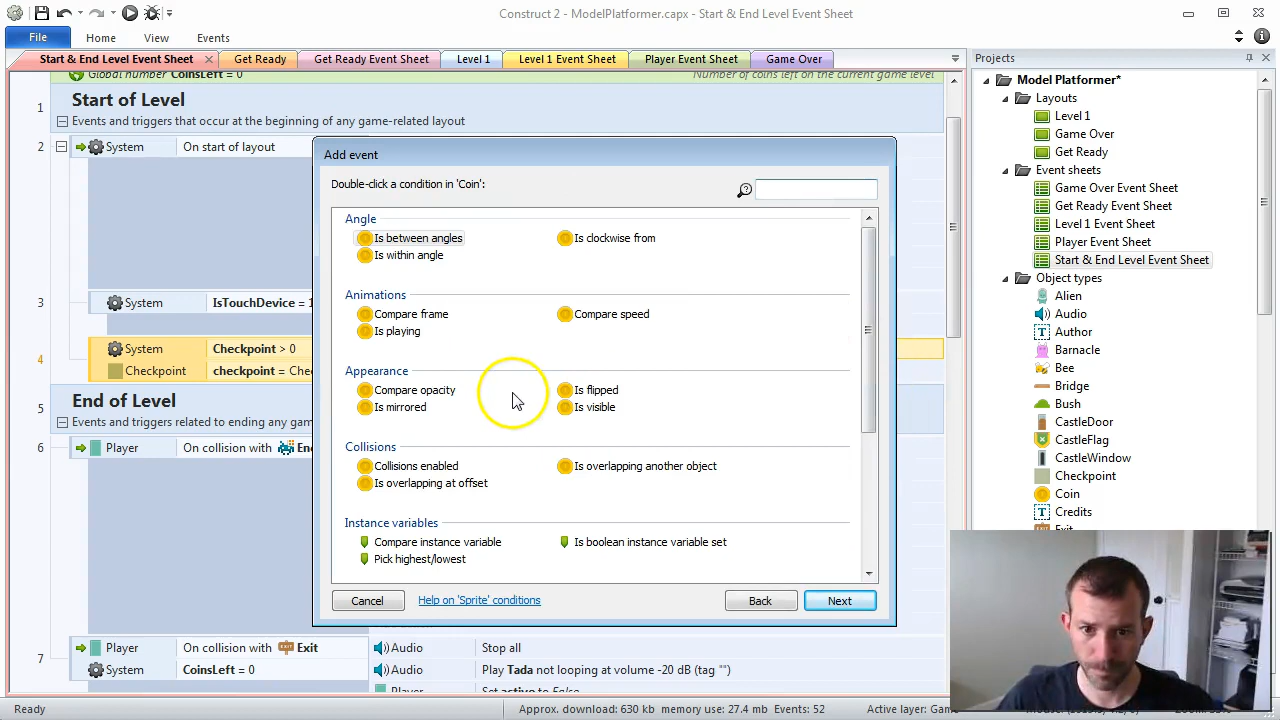 Construct 2 - ModelPlatformer.capx - Start & End Level Event Sheet
File Home View Events
Start & End Level Event Sheet × Get Ready Get Ready Event Sheet Level 1 Level 1 Event Sheet Player Event Sheet Game Over
Global number CoinsLeft = 0 Number of coins left on the current game level
1 Start of Level
Events and triggers that occur at the beginning of any game-related layout
2 System On start of layout
3 System IsTouchDevice = 1
4 System Checkpoint > 0
Checkpoint checkpoint = Che
5 End of Level
Events and triggers related to ending any gam
6 Player On collision with En
7 Player On collision with Exit Audio Stop all
System CoinsLeft = 0 Audio Play Tada not looping at volume -20 dB (tag "")
Player Set active to False
Add event
Double-click a condition in 'Coin':
Angle
Is between angles Is clockwise from
Is within angle
Animations
Compare frame Compare speed
Is playing
Appearance
Compare opacity Is flipped
Is mirrored Is visible
Collisions
Collisions enabled Is overlapping another object
Is overlapping at offset
Instance variables
Compare instance variable Is boolean instance variable set
Pick highest/lowest
Cancel Help on 'Sprite' conditions Back Next
Projects
Model Platformer*
Layouts
Level 1
Game Over
Get Ready
Event sheets
Game Over Event Sheet
Get Ready Event Sheet
Level 1 Event Sheet
Player Event Sheet
Start & End Level Event Sheet
Object types
Alien
Audio
Author
Barnacle
Bee
Bridge
Bush
CastleDoor
CastleFlag
CastleWindow
Checkpoint
Coin
Credits
Exit
Ready Approx. download: 630 kb memory use: 27.4 mb Events: 52 Active layer: Game